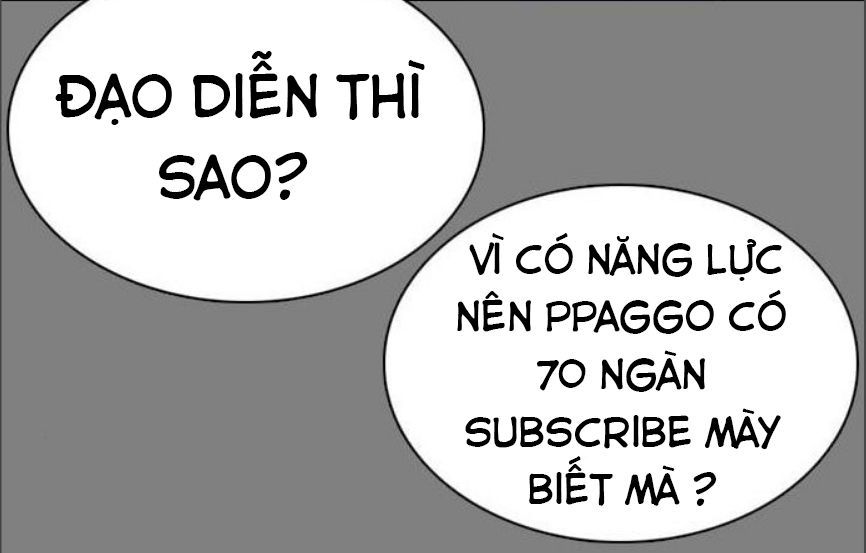 ĐẠO DIỄN THÌ
SAO?
VÌ CÓ NĂNG LỰC
NÊN PPAGGO CÓ
70 NGÀN
SUBSCRIBE MÀY
BIẾT MÀ ?